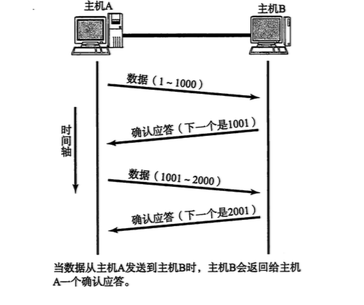 主机A
主机B
数据（1～1000）
确认应答（下一个是1001）
时间轴
数据（1001～2000）
确认应答（下一个是2001）
当数据从主机A发送到主机B时，主机B会返回给主机
A一个确认应答。